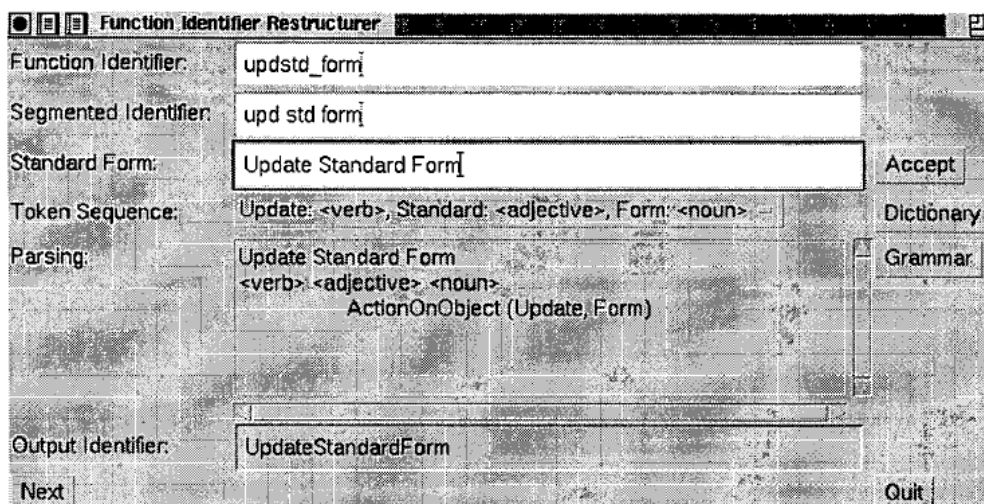 Function Identifier Restructurer
Function Identifier: updstd_form
Segmented Identifier: upd std form
Standard Form: Update Standard Form Accept
Token Sequence: Update: <verb>, Standard: <adjective>, Form: <noun> Dictionary
Parsing: Update Standard Form Grammar
<verb> <adjective> <noun>
ActionOnObject (Update, Form)
Output Identifier: UpdateStandardForm
Next Quit